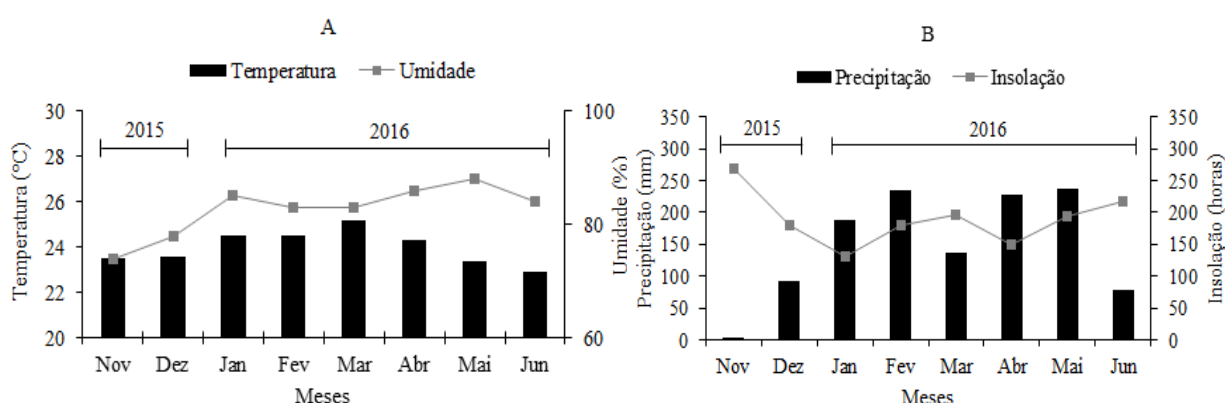 A
Temperatura Umidade
Temperatura (°C)
30
28
26
24
22
20
2015 2016
100
80
60
Umidade (%)
Nov Dez Jan Fev Mar Abr Mai Jun
Meses
B
Precipitação Insolação
Precipitação (mm)
350
300
250
200
150
100
50
0
2015 2016
350
300
250
200
150
100
50
0
Insolação (horas)
Nov Dez Jan Fev Mar Abr Mai Jun
Meses